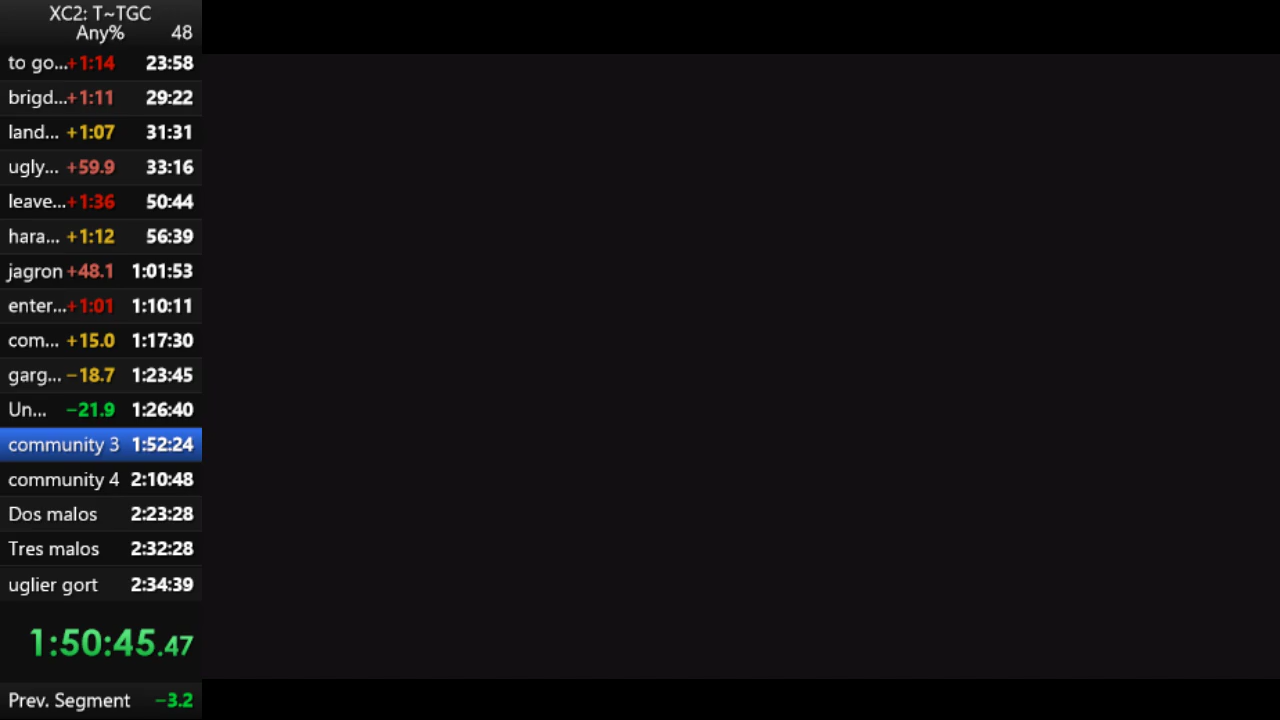 XC2: T~TGC
Any% 48
to go...+1:14 23:58
brigd...+1:11 29:22
land... +1:07 31:31
ugly... +59.9 33:16
leave...+1:36 50:44
hara... +1:12 56:39
jagron +48.1 1:01:53
enter...+1:01 1:10:11
com... +15.0 1:17:30
garg... −18.7 1:23:45
Un... −21.9 1:26:40
community 3 1:52:24
community 4 2:10:48
Dos malos 2:23:28
Tres malos 2:32:28
uglier gort 2:34:39
1:50:45.47
Prev. Segment −3.2